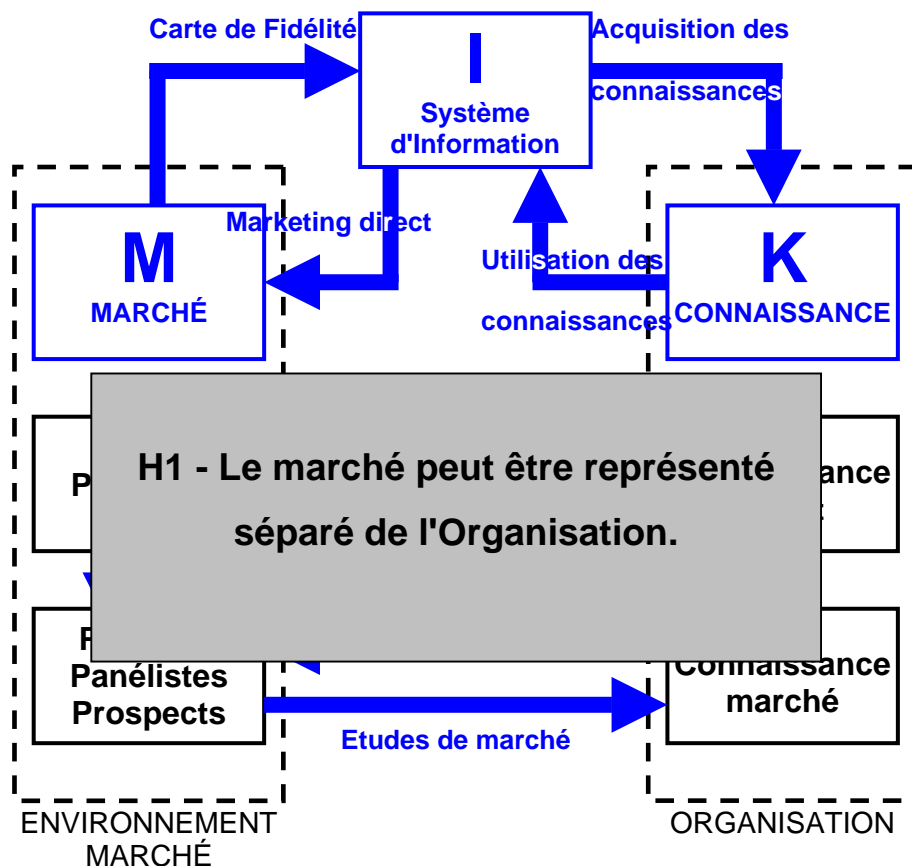 Carte de Fidélité
I
Système
d'Information
Acquisition des
connaissances
M
MARCHÉ
Marketing direct
Utilisation des
connaissances
K
CONNAISSANCE
H1 - Le marché peut être représenté
séparé de l'Organisation.
Panélistes
Prospects
Connaissance
marché
Etudes de marché
ENVIRONNEMENT
MARCHÉ
ORGANISATION